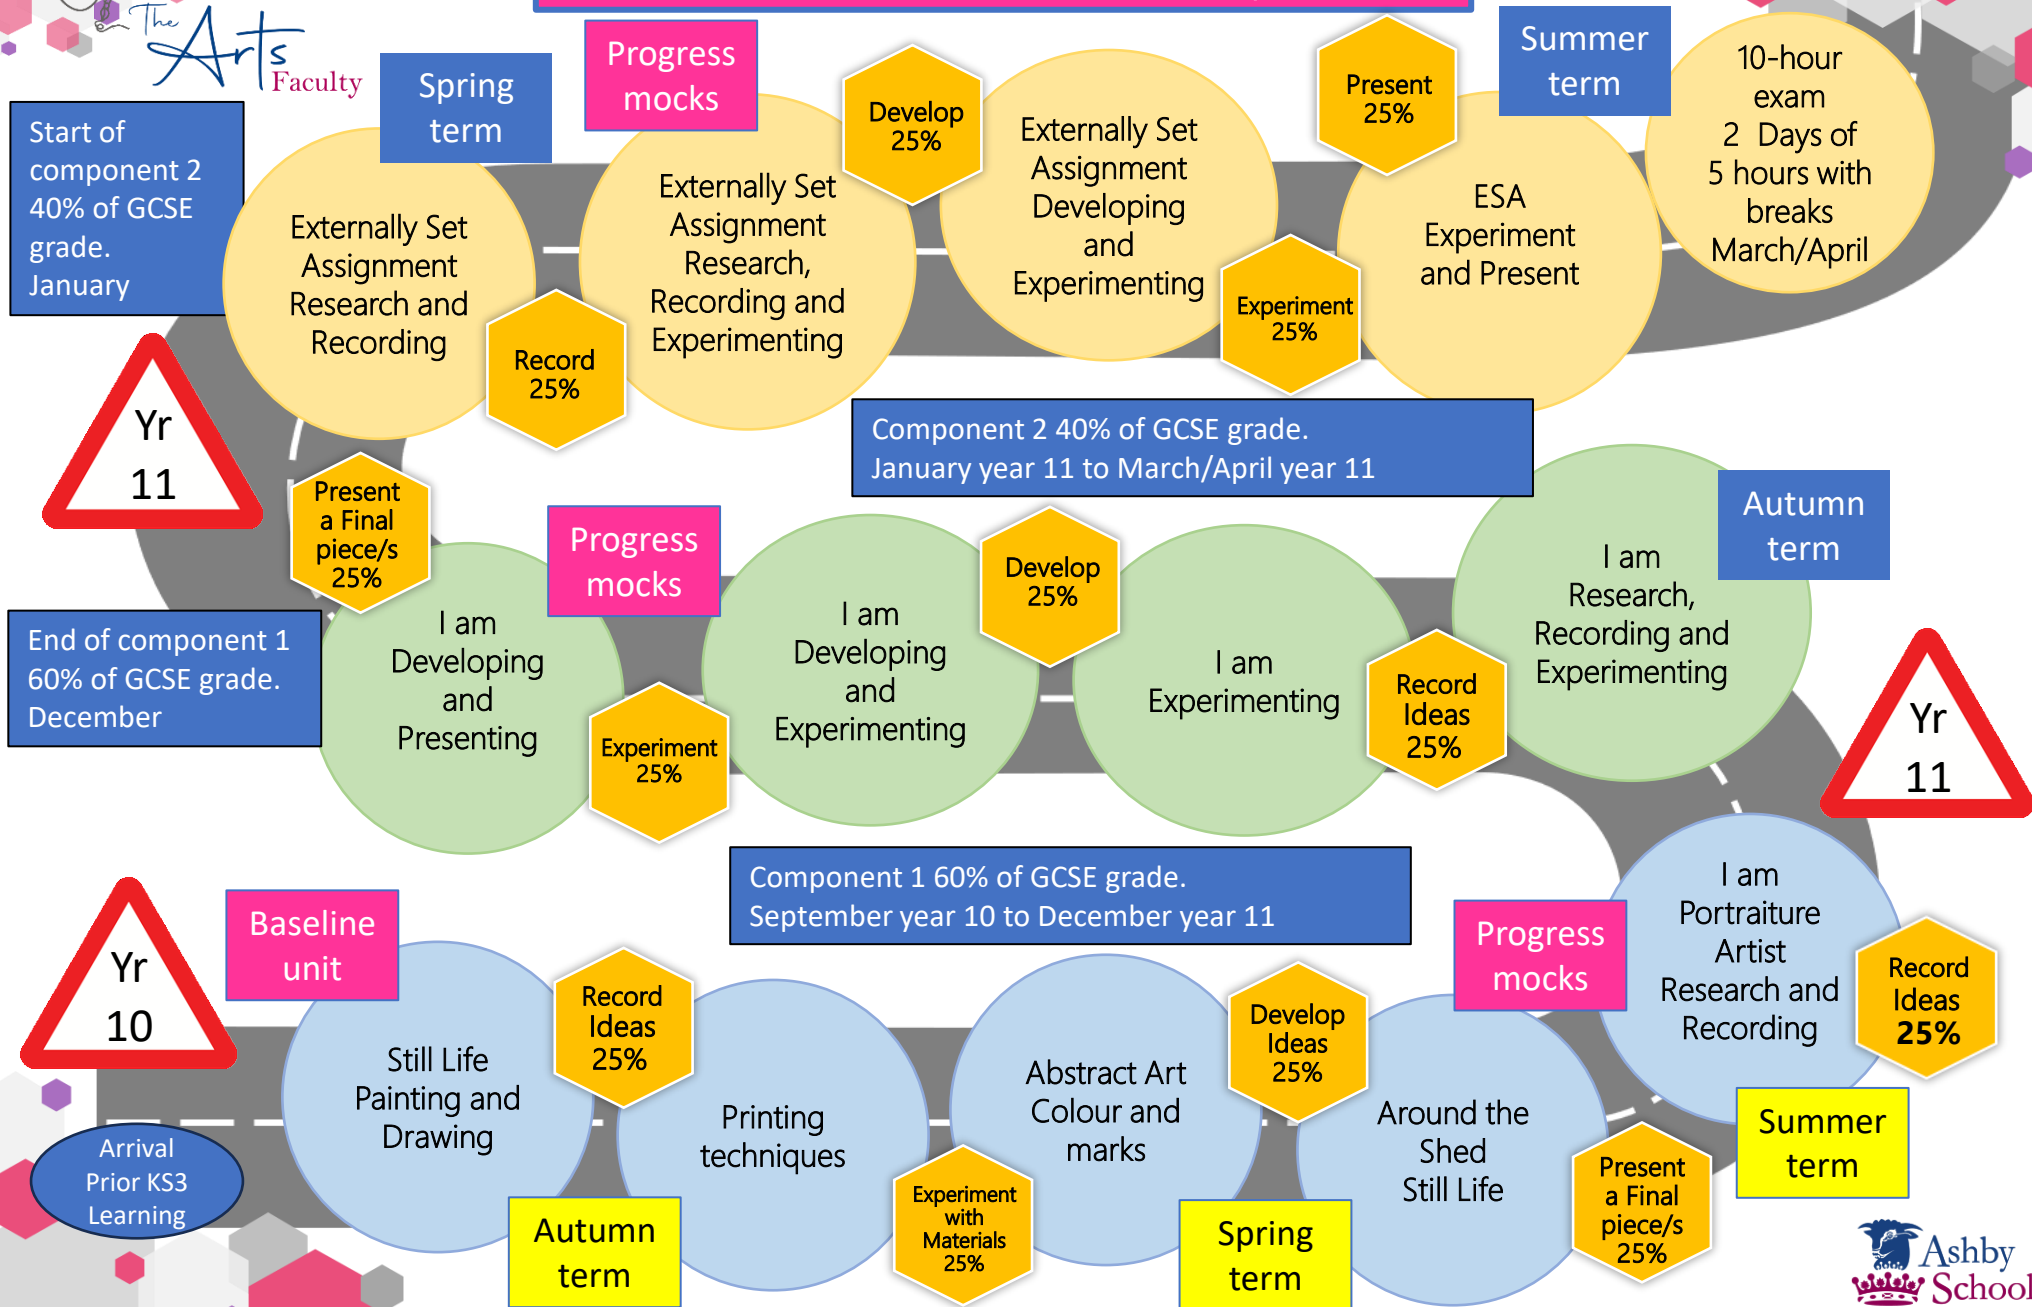 The
Arts
Faculty
Start of
component 2
40% of GCSE
grade.
January
Spring
term
Progress
mocks
Externally Set
Assignment
Research and
Recording
Record
25%
Externally Set
Assignment
Research,
Recording and
Experimenting
Develop
25%
Externally Set
Assignment
Developing
and
Experimenting
Experiment
25%
Present
25%
ESA
Experiment
and Present
Summer
term
10-hour
exam
2 Days of
5 hours with
breaks
March/April
Yr
11
Component 2 40% of GCSE grade.
January year 11 to March/April year 11
Present
a Final
piece/s
25%
End of component 1
60% of GCSE grade.
December
I am
Developing
and
Presenting
Progress
mocks
Experiment
25%
I am
Developing
and
Experimenting
Develop
25%
I am
Experimenting
Record
Ideas
25%
I am
Research,
Recording and
Experimenting
Autumn
term
Yr
11
Component 1 60% of GCSE grade.
September year 10 to December year 11
Yr
10
Arrival
Prior KS3
Learning
Baseline
unit
Still Life
Painting and
Drawing
Record
Ideas
25%
Autumn
term
Printing
techniques
Experiment
with
Materials
25%
Abstract Art
Colour and
marks
Develop
Ideas
25%
Spring
term
Around the
Shed
Still Life
Progress
mocks
Present
a Final
piece/s
25%
I am
Portraiture
Artist
Research and
Recording
Record
Ideas
25%
Summer
term
Ashby
School